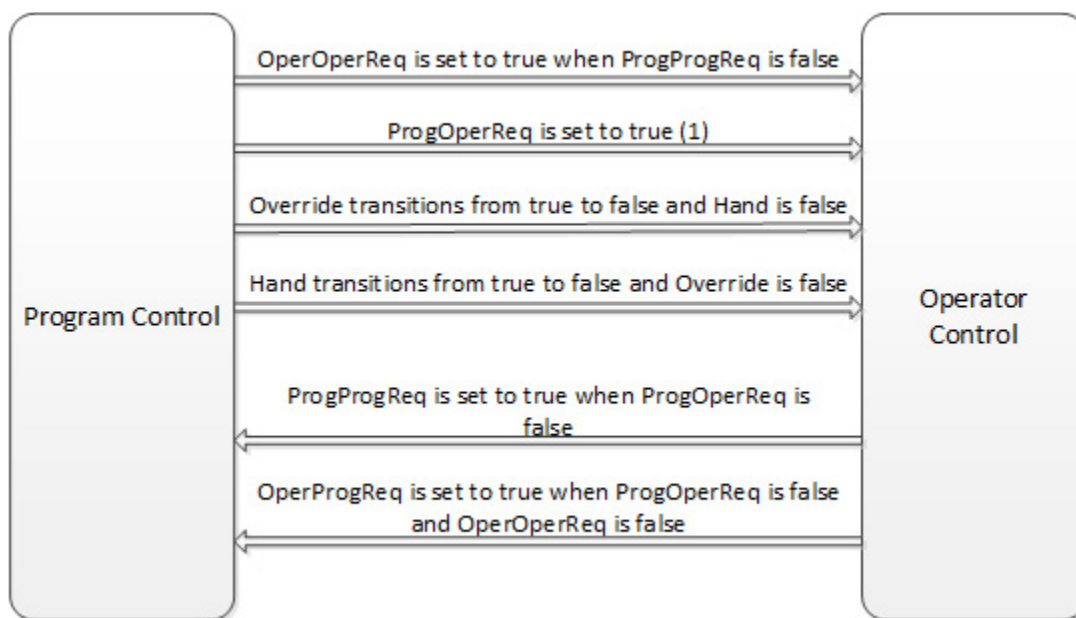 OperOperReq is set to true when ProgProgReq is false
ProgOperReq is set to true (1)
Override transitions from true to false and Hand is false
Hand transitions from true to false and Override is false
Program Control
Operator
Control
ProgProgReq is set to true when ProgOperReq is
false
OperProgReq is set to true when ProgOperReq is false
and OperOperReq is false